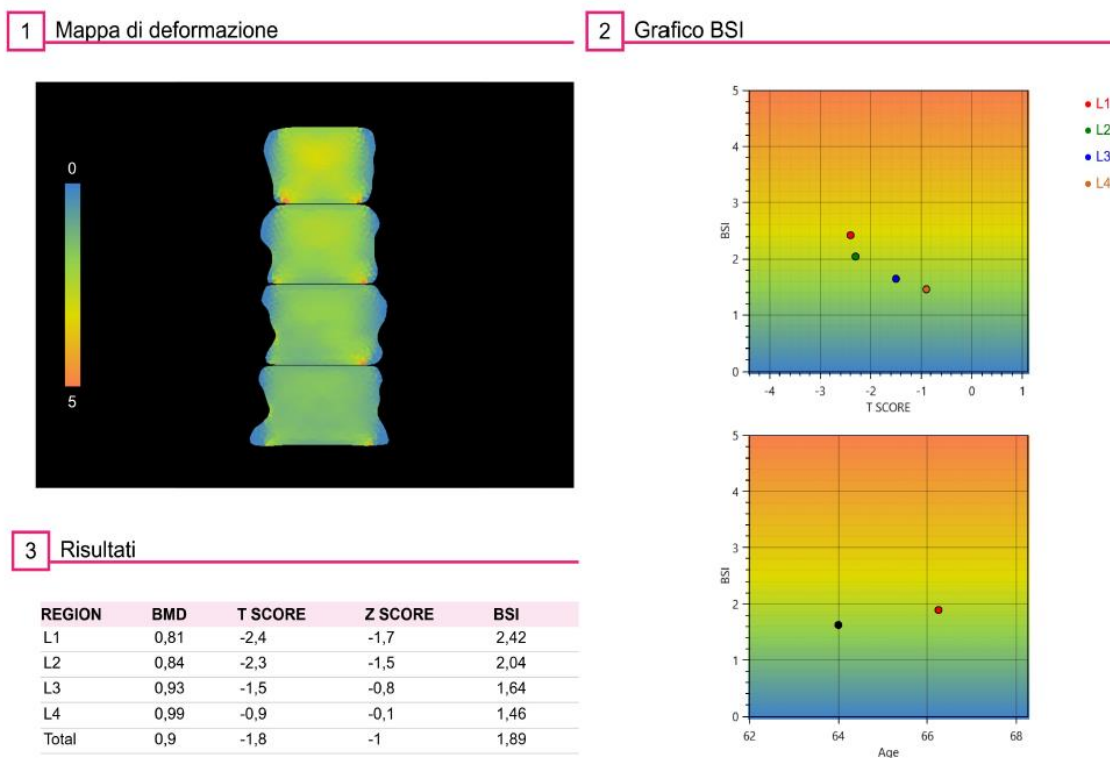 1 Mappa di deformazione
0
5
2 Grafico BSI
5
4
3
2
1
0
BSI
-4 -3 -2 -1 0 1
T SCORE
L1
L2
L3
L4
5
4
3
2
1
0
BSI
62 64 66 68
Age
3 Risultati
REGION BMD T SCORE Z SCORE BSI
L1 0,81 -2,4 -1,7 2,42
L2 0,84 -2,3 -1,5 2,04
L3 0,93 -1,5 -0,8 1,64
L4 0,99 -0,9 -0,1 1,46
Total 0,9 -1,8 -1 1,89